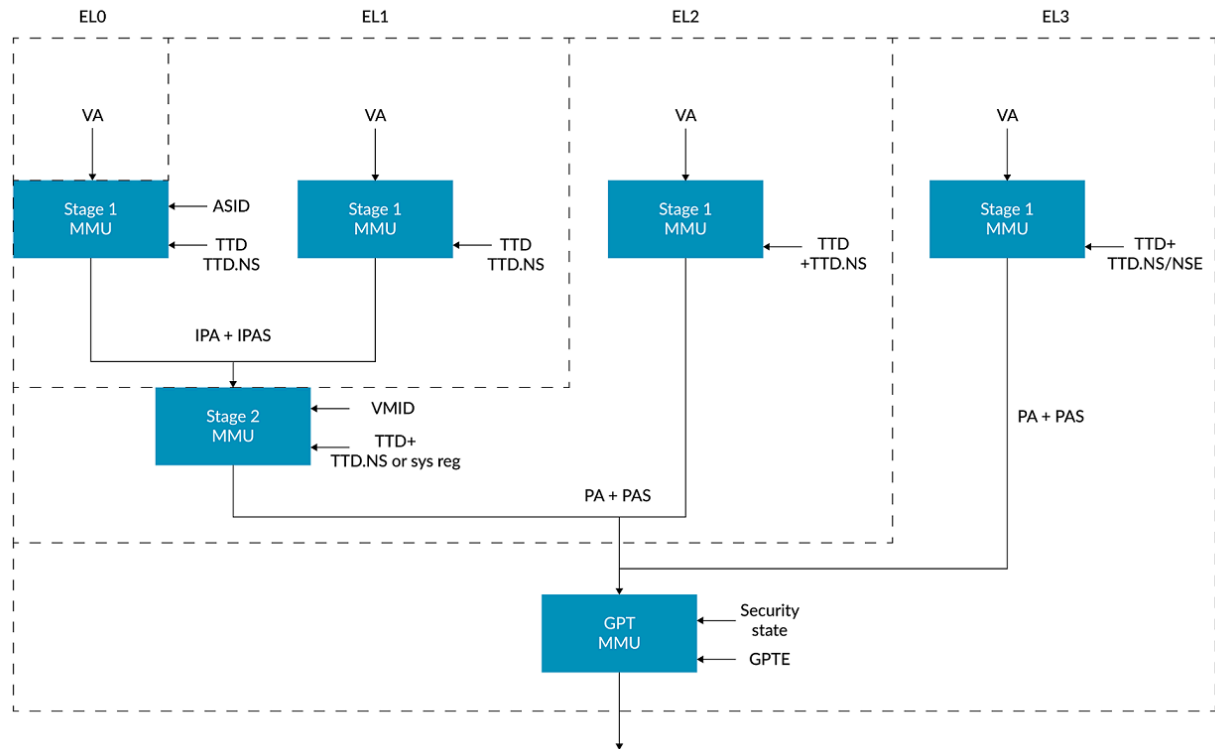 EL0
EL1
EL2
EL3
VA
VA
VA
VA
Stage 1
MMU
ASID
TTD
TTD.NS
Stage 1
MMU
TTD
TTD.NS
Stage 1
MMU
TTD
+TTD.NS
Stage 1
MMU
TTD+
TTD.NS/NSE
IPA + IPAS
Stage 2
MMU
VMID
TTD+
TTD.NS or sys reg
PA + PAS
PA + PAS
GPT
MMU
Security
state
GPTE